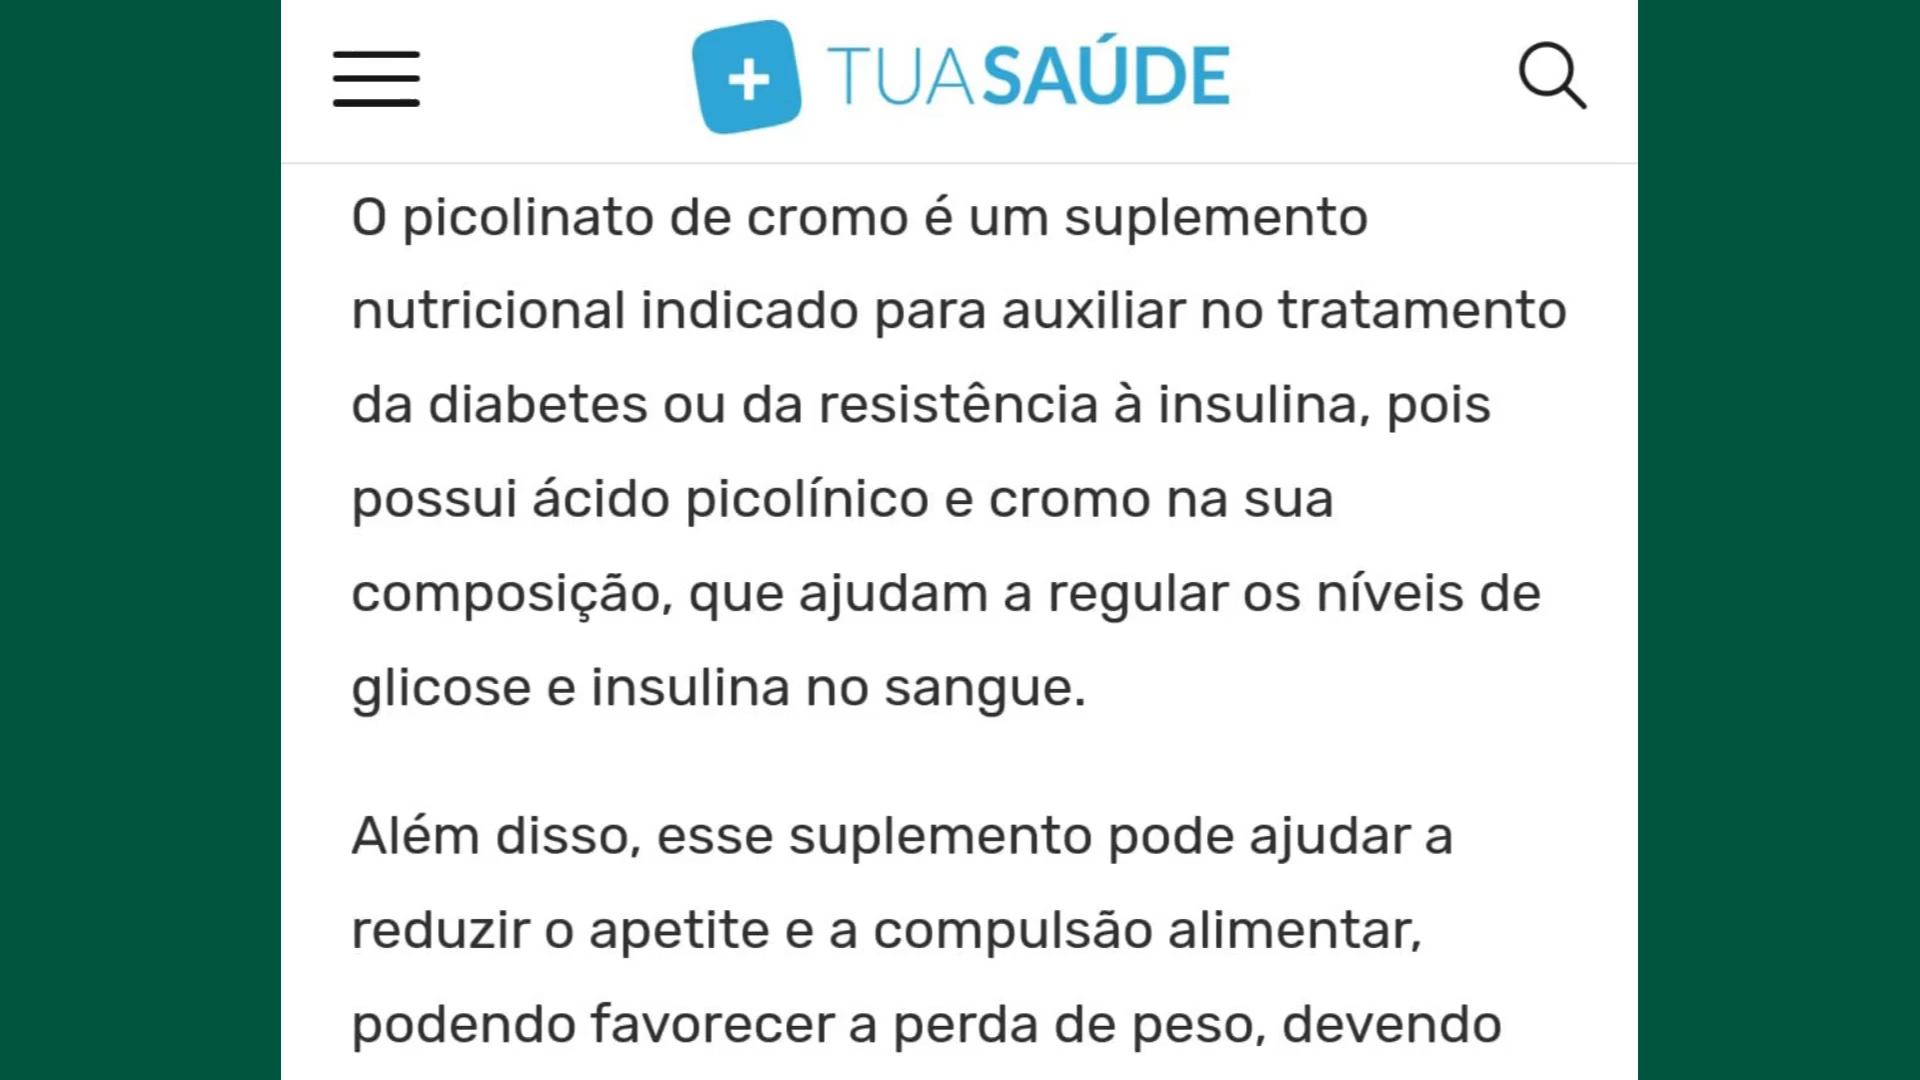 TUASAÚDE
O picolinato de cromo é um suplemento
nutricional indicado para auxiliar no tratamento
da diabetes ou da resistência à insulina, pois
possui ácido picolínico e cromo na sua
composição, que ajudam a regular os níveis de
glicose e insulina no sangue.
Além disso, esse suplemento pode ajudar a
reduzir o apetite e a compulsão alimentar,
podendo favorecer a perda de peso, devendo